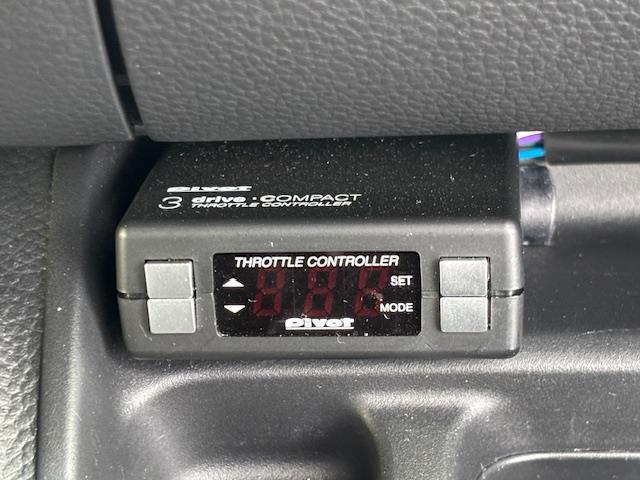 Pivot
3 drive · COMPACT
THROTTLE CONTROLLER
THROTTLE CONTROLLER
SET
MODE
Pivot